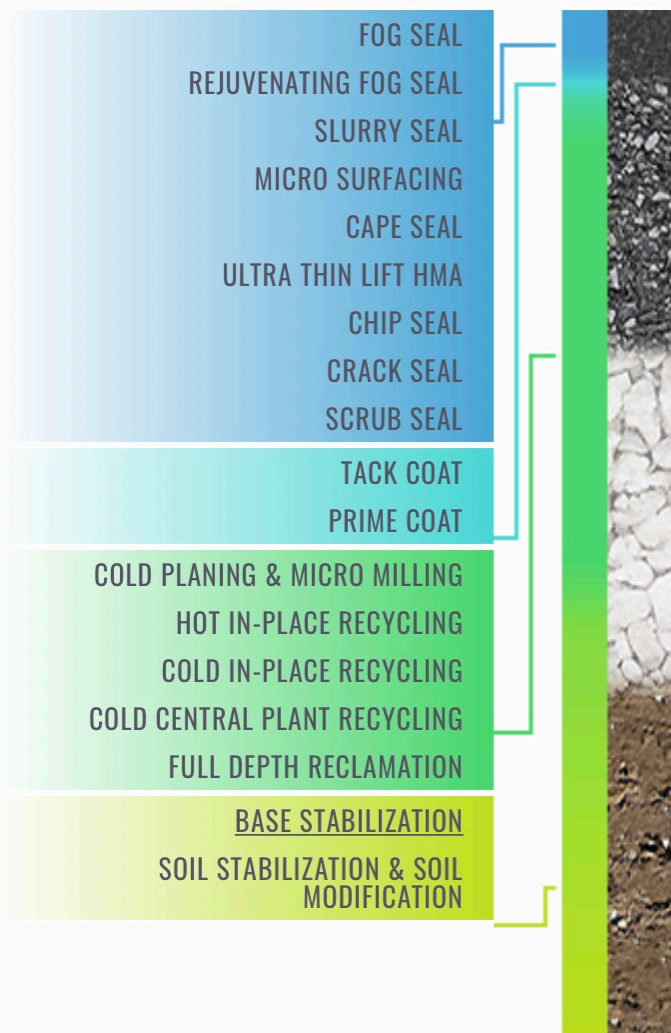 FOG SEAL
REJUVENATING FOG SEAL
SLURRY SEAL
MICRO SURFACING
CAPE SEAL
ULTRA THIN LIFT HMA
CHIP SEAL
CRACK SEAL
SCRUB SEAL
TACK COAT
PRIME COAT
COLD PLANING & MICRO MILLING
HOT IN-PLACE RECYCLING
COLD IN-PLACE RECYCLING
COLD CENTRAL PLANT RECYCLING
FULL DEPTH RECLAMATION
BASE STABILIZATION
SOIL STABILIZATION & SOIL
MODIFICATION